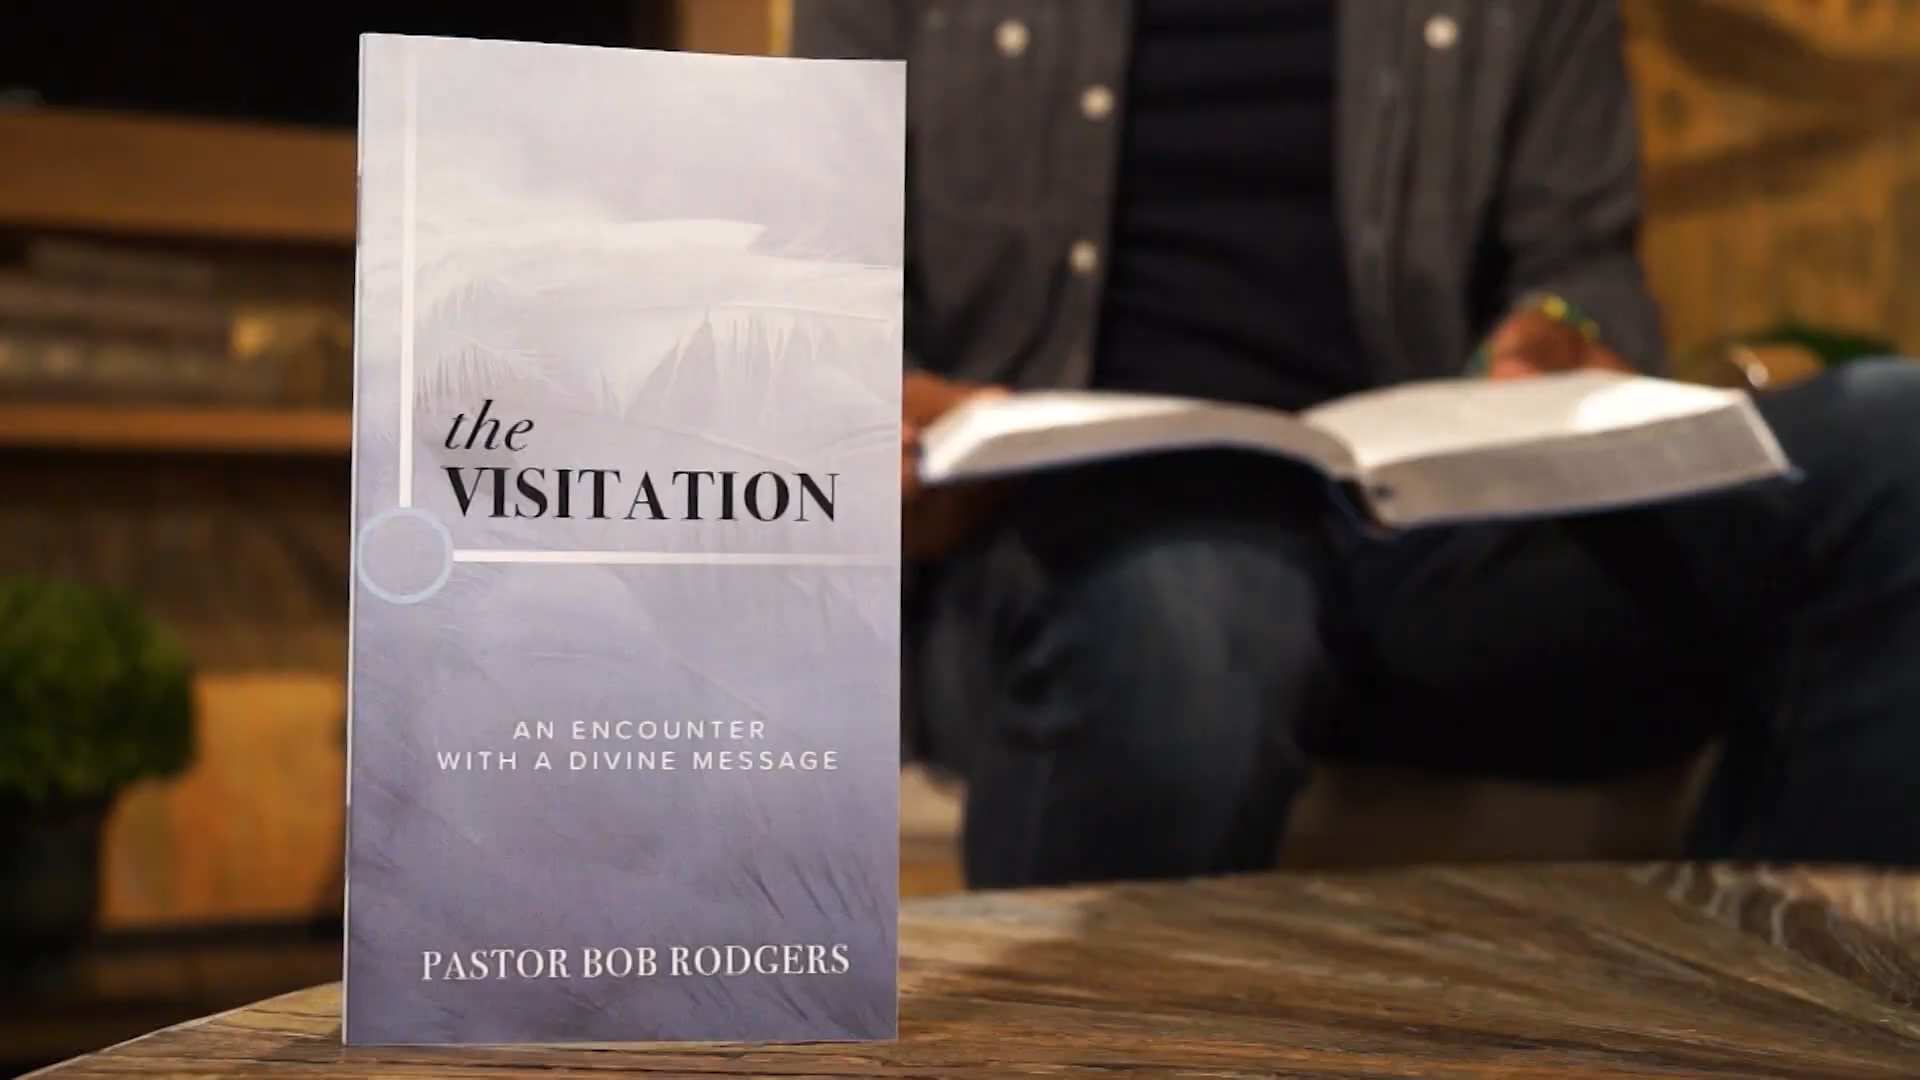 the
VISITATION
AN ENCOUNTER
WITH A DIVINE MESSAGE
PASTOR BOB RODGERS